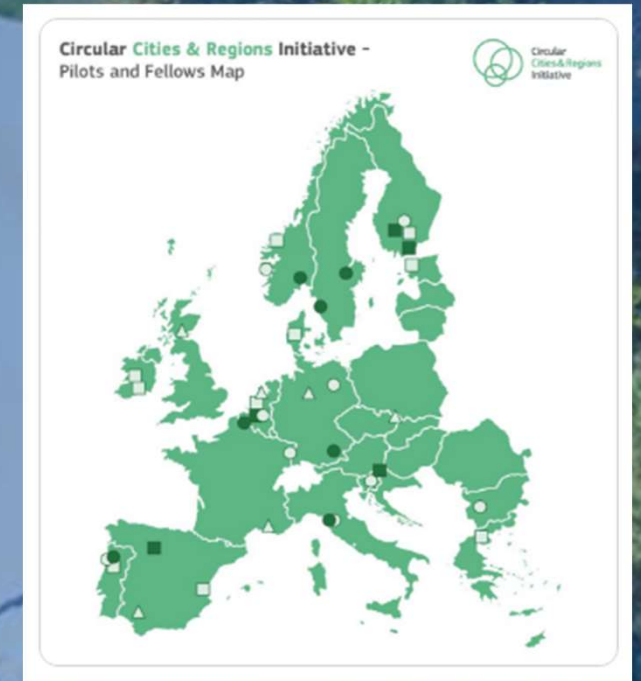 Circular Cities & Regions Initiative -
Pilots and Fellows Map
Circular
Cities&Regions
Initiative